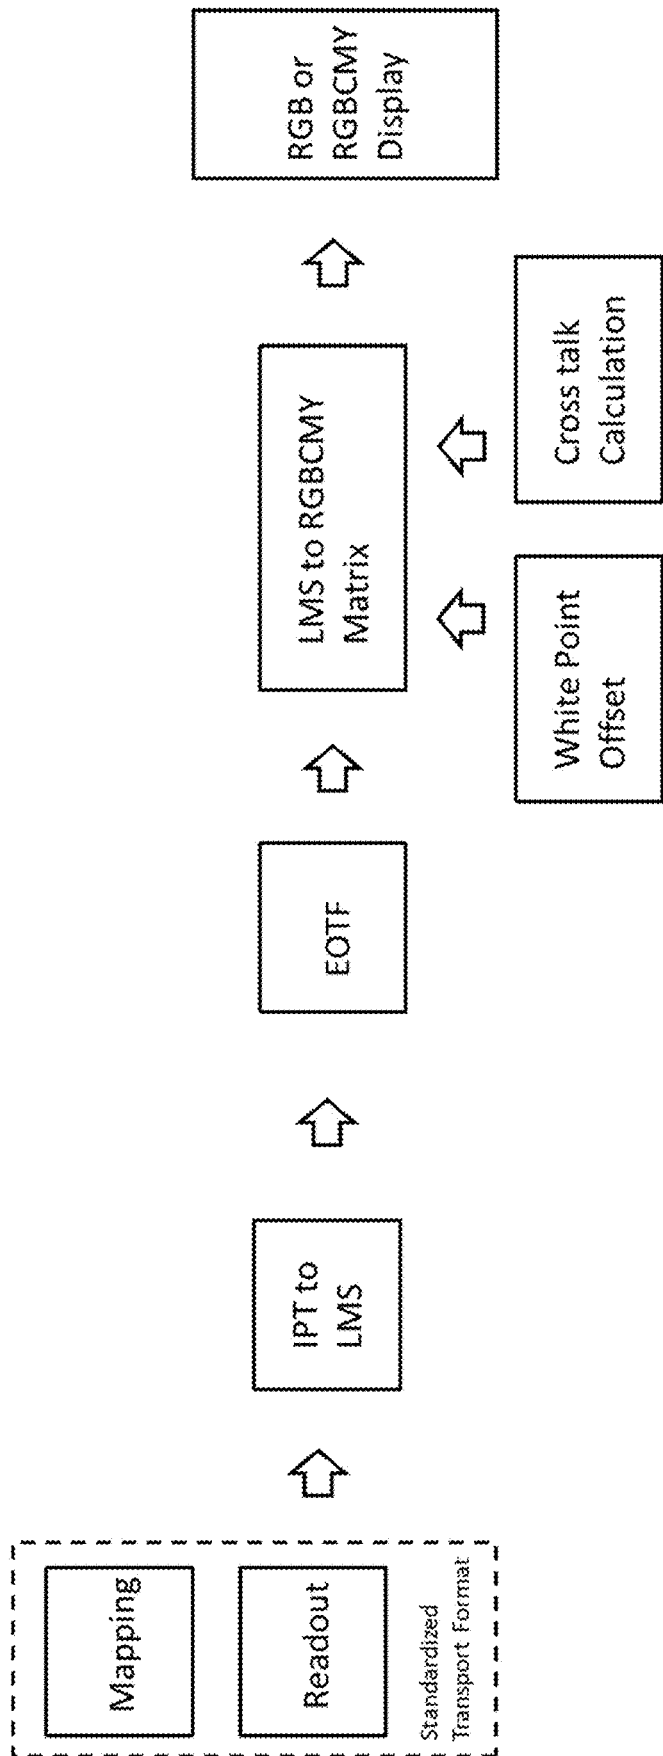 Mapping
Readout
Standardized
Transport Format
IPT to
LMS
EOTF
LMS to RGBCMY
Matrix
White Point
Offset
Cross talk
Calculation
RGB or
RGBCMY
Display